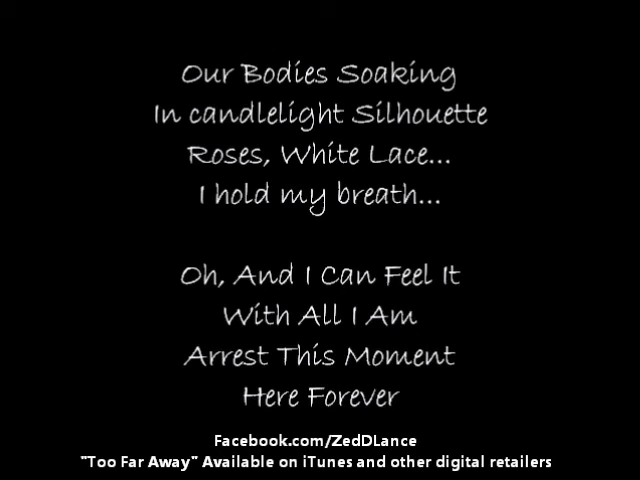 Our Bodies Soaking
In candlelight Silhouette
Roses, White Lace...
I hold my breath...
Oh, And I Can Feel It
With All I Am
Arrest This Moment
Here Forever
Facebook.com/ZedDLance
"Too Far Away" Available on iTunes and other digital retailers